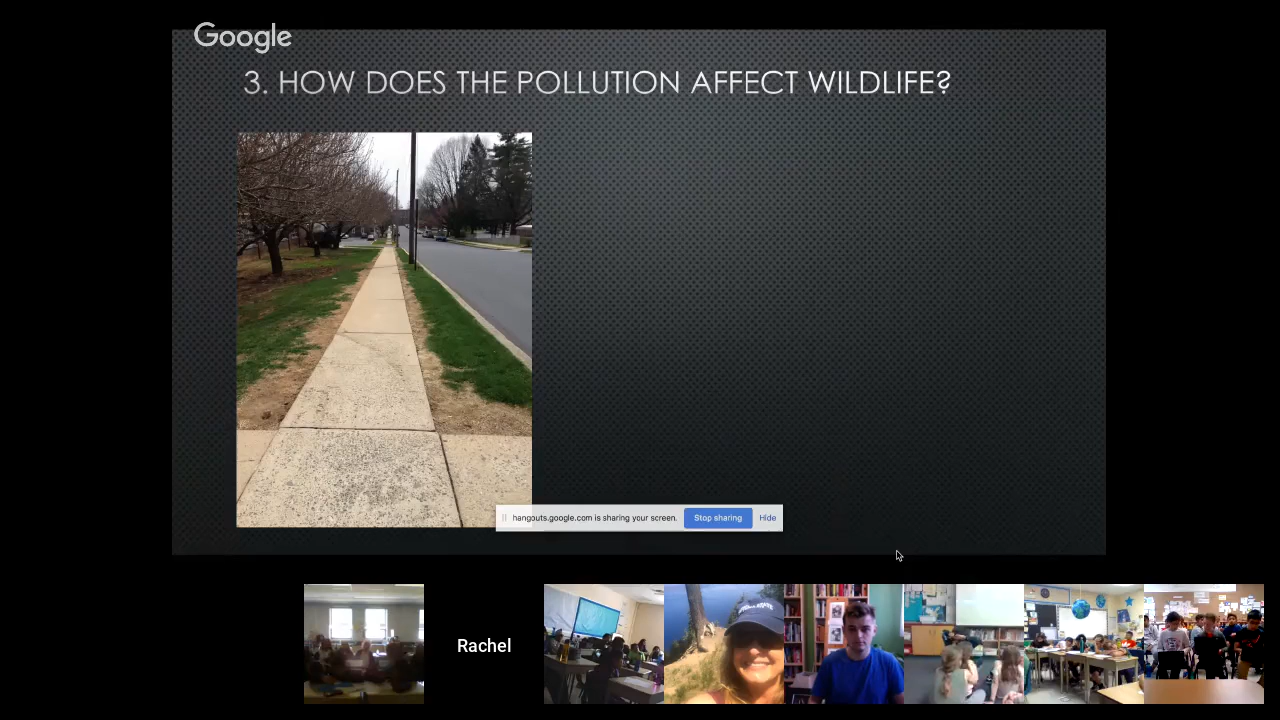 Google
3. HOW DOES THE POLLUTION AFFECT WILDLIFE?
hangouts.google.com is sharing your screen. Stop sharing Hide
Rachel